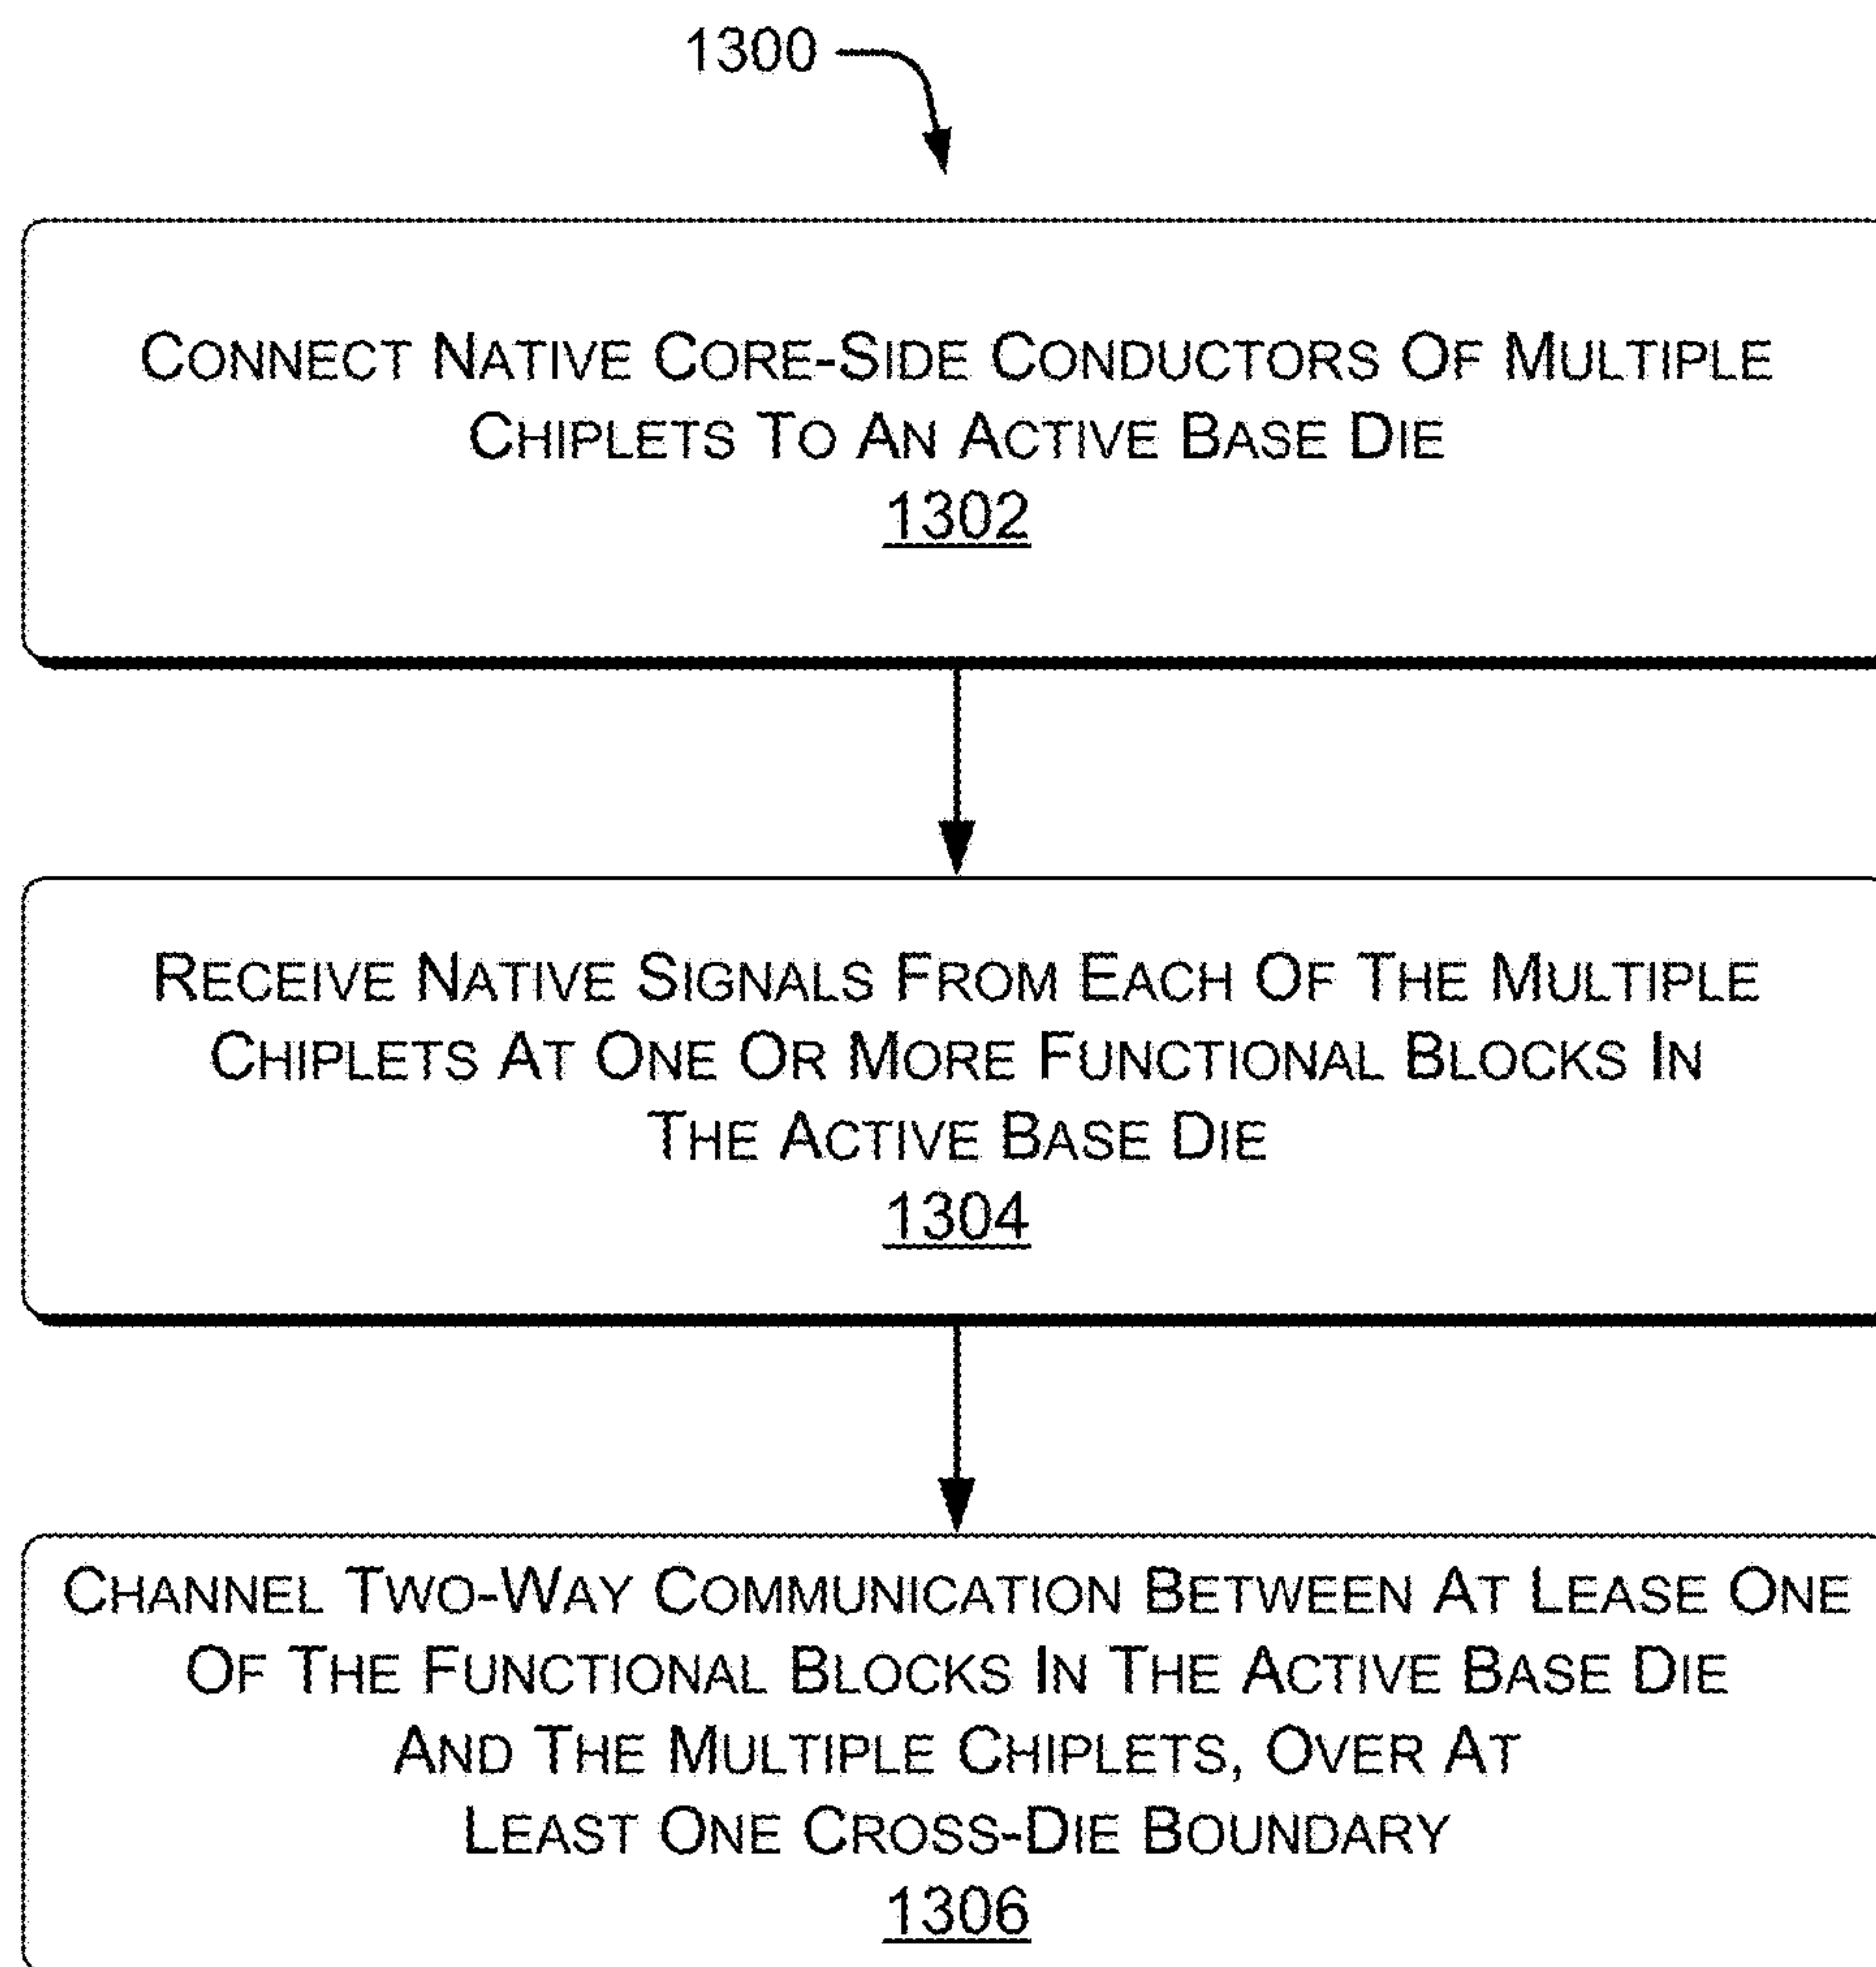 1300
CONNECT NATIVE CORE-SIDE CONDUCTORS OF MULTIPLE
CHIPLETS TO AN ACTIVE BASE DIE
1302
RECEIVE NATIVE SIGNALS FROM EACH OF THE MULTIPLE
CHIPLETS AT ONE OR MORE FUNCTIONAL BLOCKS IN
THE ACTIVE BASE DIE
1304
CHANNEL TWO-WAY COMMUNICATION BETWEEN AT LEASE ONE
OF THE FUNCTIONAL BLOCKS IN THE ACTIVE BASE DIE
AND THE MULTIPLE CHIPLETS, OVER AT
LEAST ONE CROSS-DIE BOUNDARY
1306